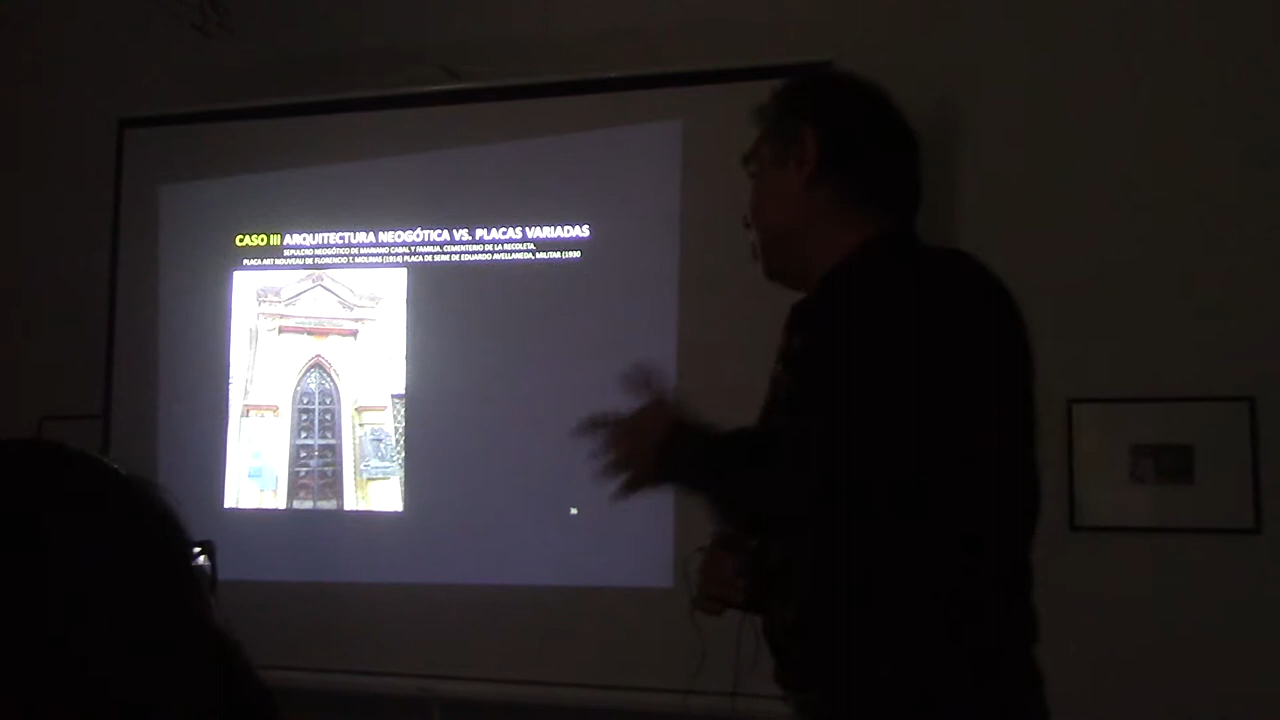 CASO III ARQUITECTURA NEOGÓTICA VS. PLACAS VARIADAS
SEPULCRO NEOGÓTICO DE MARIANO CABAL Y FAMILIA. CEMENTERIO DE LA RECOLETA,
PLACA ART NOUVEAU DE FLORENCIO T. MOLINAS (1914) PLACA DE SERIE DE EDUARDO AVELLANEDA, MILITAR (1930